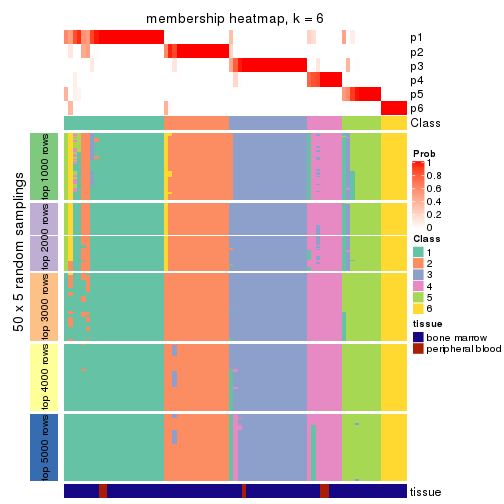 membership heatmap, k = 6
p1
p2
p3
p4
p5
p6
Class
50 x 5 random samplings
top 1000 rows
top 2000 rows
top 3000 rows
top 4000 rows
top 5000 rows
Prob
1
0.8
0.6
0.4
0.2
0
Class
1
2
3
4
5
6
tissue
bone marrow
peripheral blood
tissue